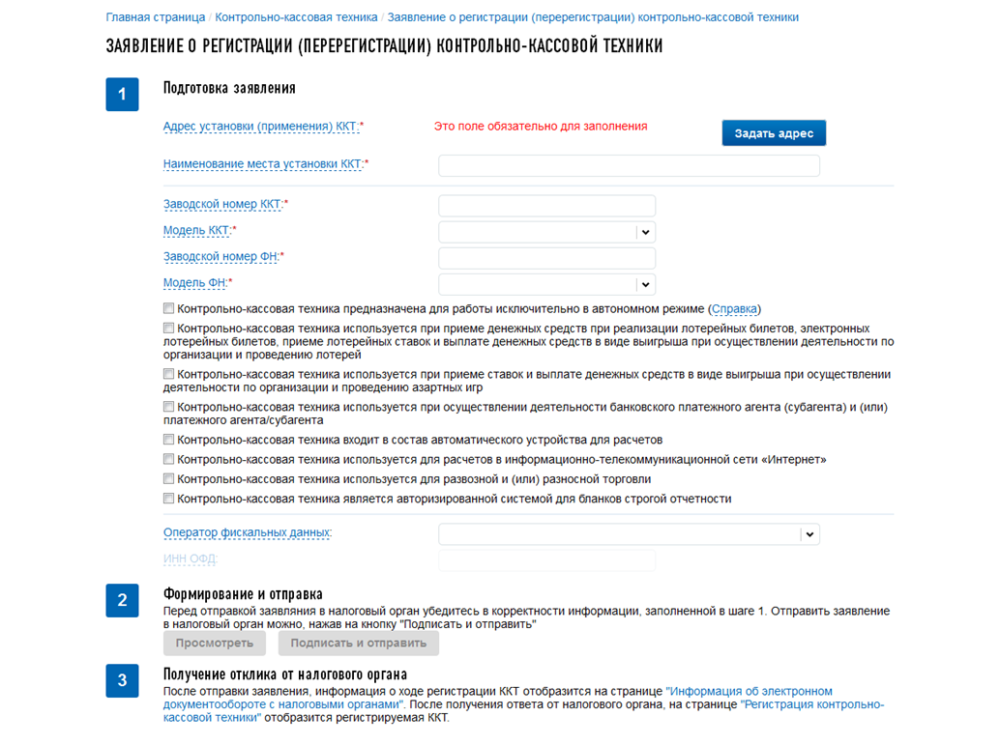 Главная страница / Контрольно-кассовая техника / Заявление о регистрации (перерегистрации) контрольно-кассовой техники
ЗАЯВЛЕНИЕ О РЕГИСТРАЦИИ (ПЕРЕРЕГИСТРАЦИИ) КОНТРОЛЬНО-КАССОВОЙ ТЕХНИКИ
1 Подготовка заявления
Адрес установки (применения) ККТ:* Это поле обязательно для заполнения Задать адрес
Наименование места установки ККТ:*
Заводской номер ККТ:*
Модель ККТ:*
Заводской номер ФН:*
Модель ФН:*
Контрольно-кассовая техника предназначена для работы исключительно в автономном режиме (Справка)
Контрольно-кассовая техника используется при приеме денежных средств при реализации лотерейных билетов, электронных
лотерейных билетов, приеме лотерейных ставок и выплате денежных средств в виде выигрыша при осуществлении деятельности по
организации и проведению лотерей
Контрольно-кассовая техника используется при приеме ставок и выплате денежных средств в виде выигрыша при осуществлении
деятельности по организации и проведению азартных игр
Контрольно-кассовая техника используется при осуществлении деятельности банковского платежного агента (субагента) и (или)
платежного агента/субагента
Контрольно-кассовая техника входит в состав автоматического устройства для расчетов
Контрольно-кассовая техника используется для расчетов в информационно-телекоммуникационной сети «Интернет»
Контрольно-кассовая техника используется для развозной и (или) разносной торговли
Контрольно-кассовая техника является авторизированной системой для бланков строгой отчетности
Оператор фискальных данных:
ИНН ОФД:
2 Формирование и отправка
Перед отправкой заявляния в налоговый орган убедитесь в корректности информации, заполненной в шаге 1. Отправить заявление
в налоговый орган можно, нажав на кнопку "Подписать и отправить"
Просмотреть Подписать и отправить
3 Получение отклика от налогового органа
После отправки заявления, информация о ходе регистрации ККТ отобразится на странице "Информация об электронном
документообороте с налоговыми органами". После получения ответа от налогового органа, на странице "Регистрация контрольно-
кассовой техники" отобразится регистрируемая ККТ.